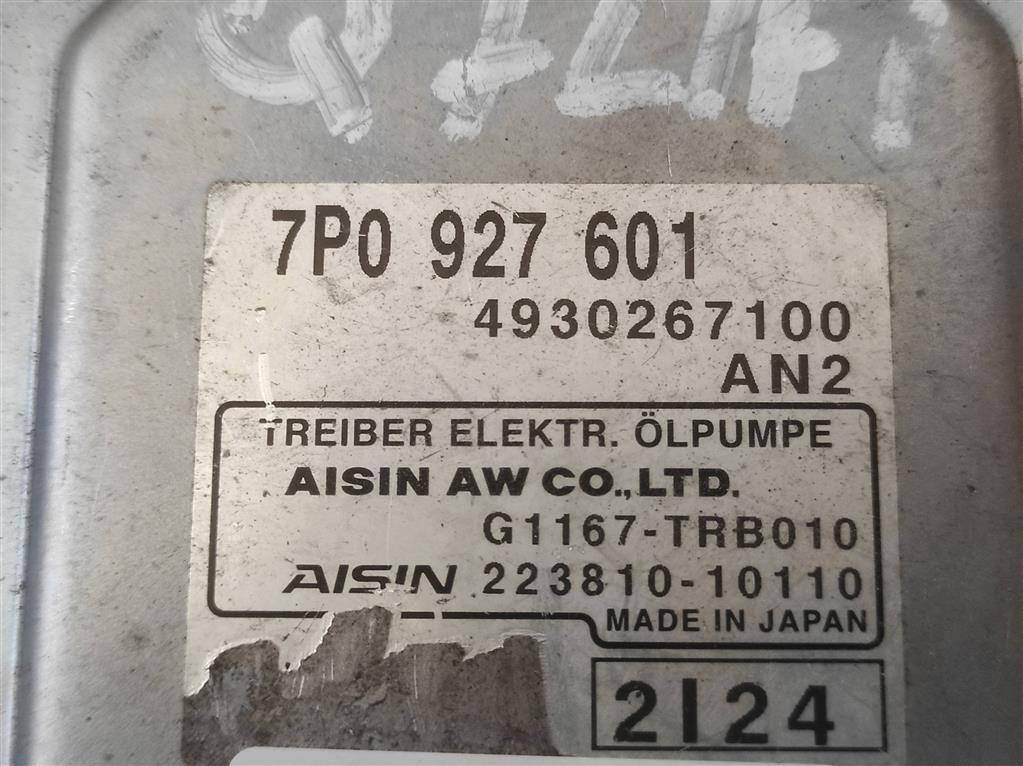 7P0 927 601
4930267100
AN2
TREIBER ELEKTR. ÖLPUMPE
AISIN AW CO.,LTD.
G1167-TRB010
AISIN 223810-10110
MADE IN JAPAN
2I24